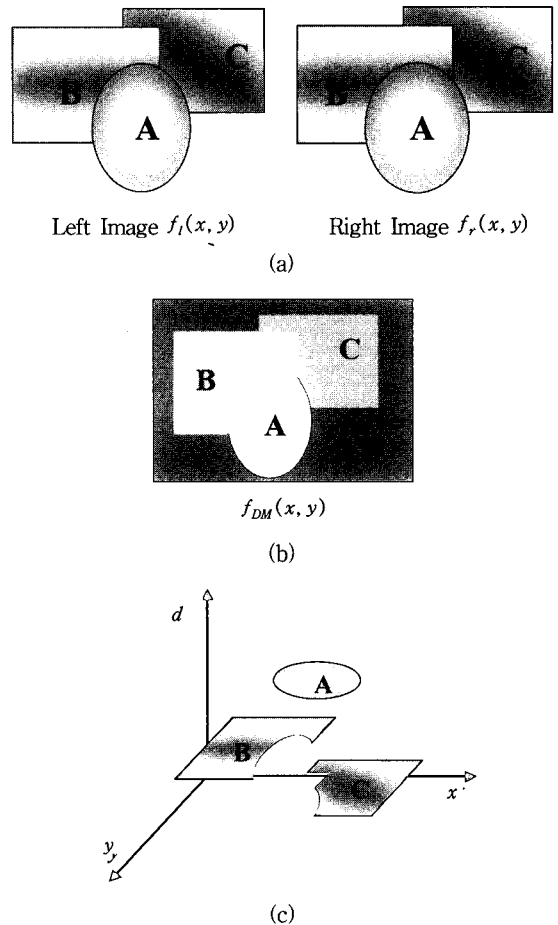 C
C
B
B
A
A
Left Image f_l(x, y)
Right Image f_r(x, y)
(a)
C
B
A
f_DM(x, y)
(b)
d
A
B
C
x
y
(c)